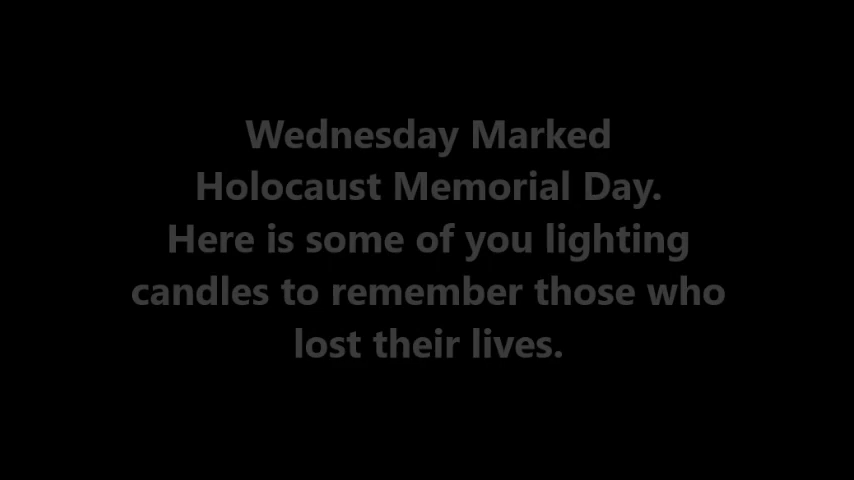 Wednesday Marked
Holocaust Memorial Day.
Here is some of you lighting
candles to remember those who
lost their lives.